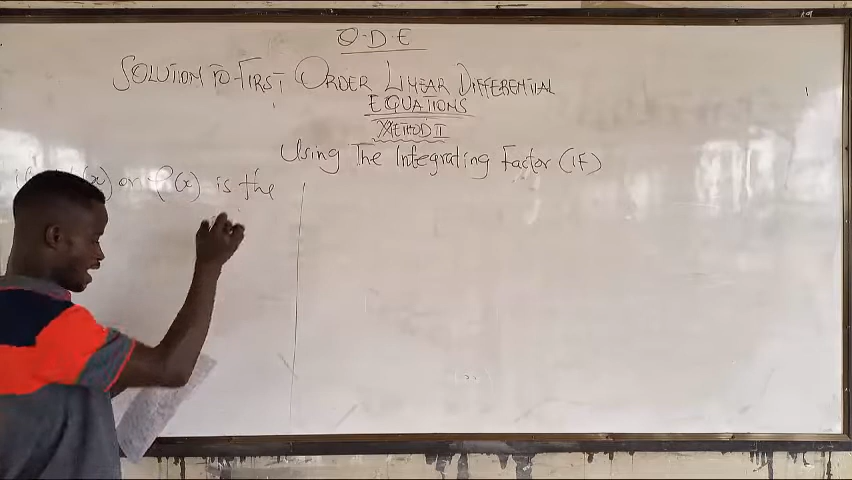 O.D.E
SOLUTION TO FIRST ORDER LINEAR DIFFERENTIAL
EQUATIONS
METHOD II
Using The Integrating Factor (IF)
(x) or (x) is the